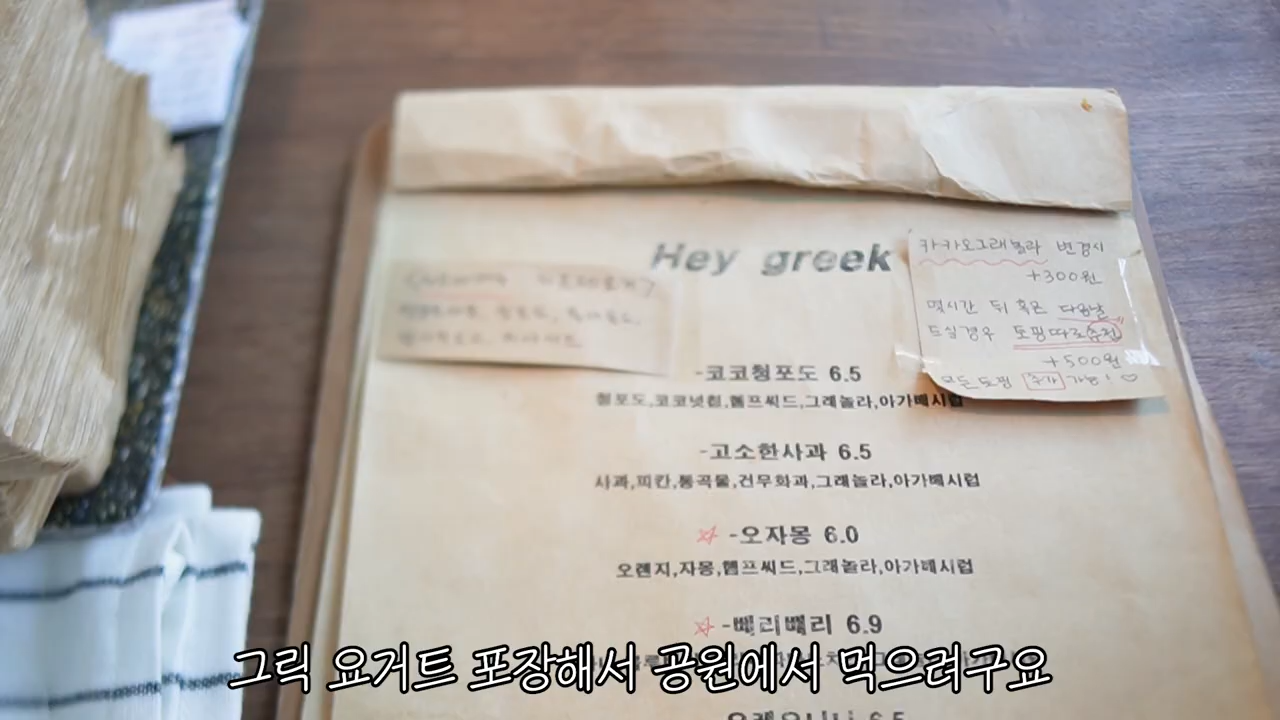 Hey greek
카카오그래놀라 변경시
+300원
몇시간 뒤 혹은 다음날
드실경우 토핑따로추천
+500원
모든토핑 추가 가능!♡
-코코청포도 6.5
청포도,코코넛칩,햄프씨드,그래놀라,아가베시럽
-고소한사과 6.5
사과,피칸,통곡물,건무화과,그래놀라,아가베시럽
☆ -오자몽 6.0
오렌지,자몽,햄프씨드,그래놀라,아가베시럽
☆ -빼리빼리 6.9
그릭 요거트 포장해서 공원에서 먹으려구요